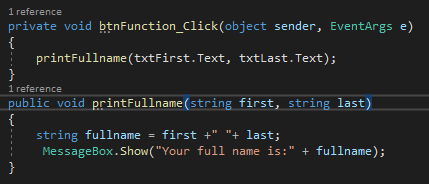 1 reference
private void btnFunction_Click(object sender, EventArgs e)
{
printFullname(txtFirst.Text, txtLast.Text);
}
1 reference
public void printFullname(string first, string last)
{
string fullname = first +" "+ last;
MessageBox.Show("Your full name is:" + fullname);
}